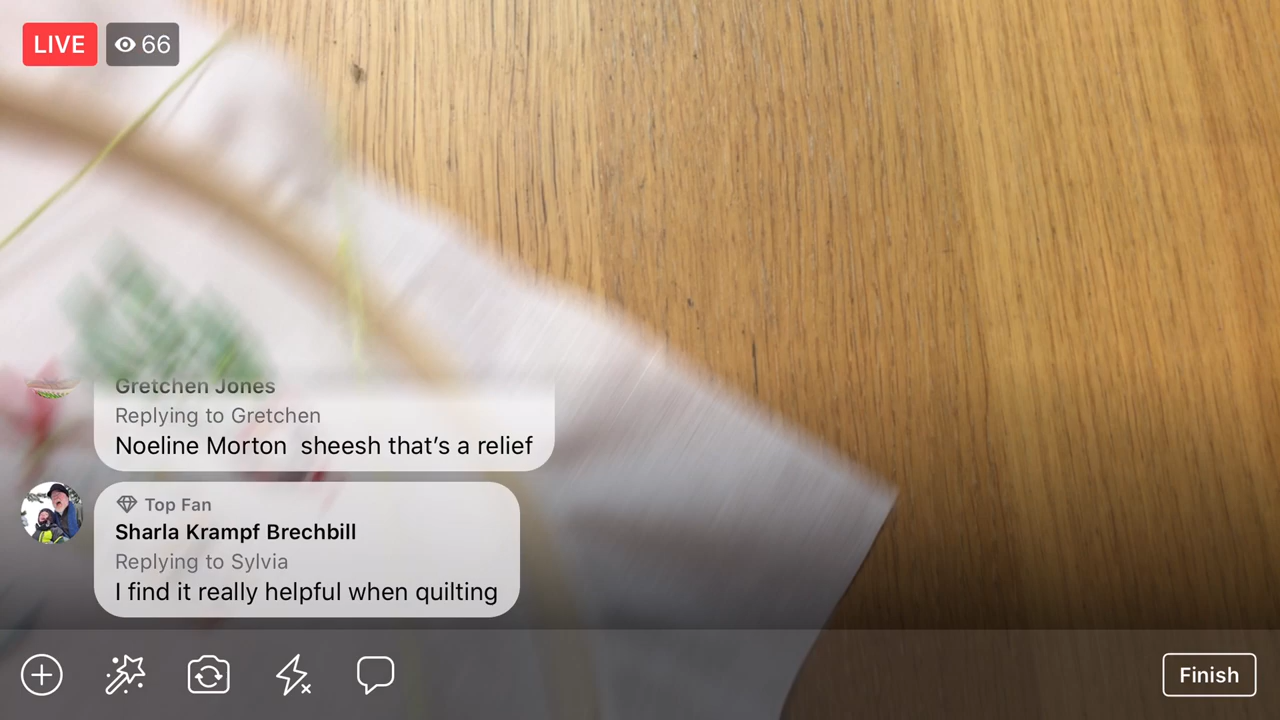 LIVE
66
Gretchen Jones
Replying to Gretchen
Noeline Morton  sheesh that’s a relief
Top Fan
Sharla Krampf Brechbill
Replying to Sylvia
I find it really helpful when quilting
Finish